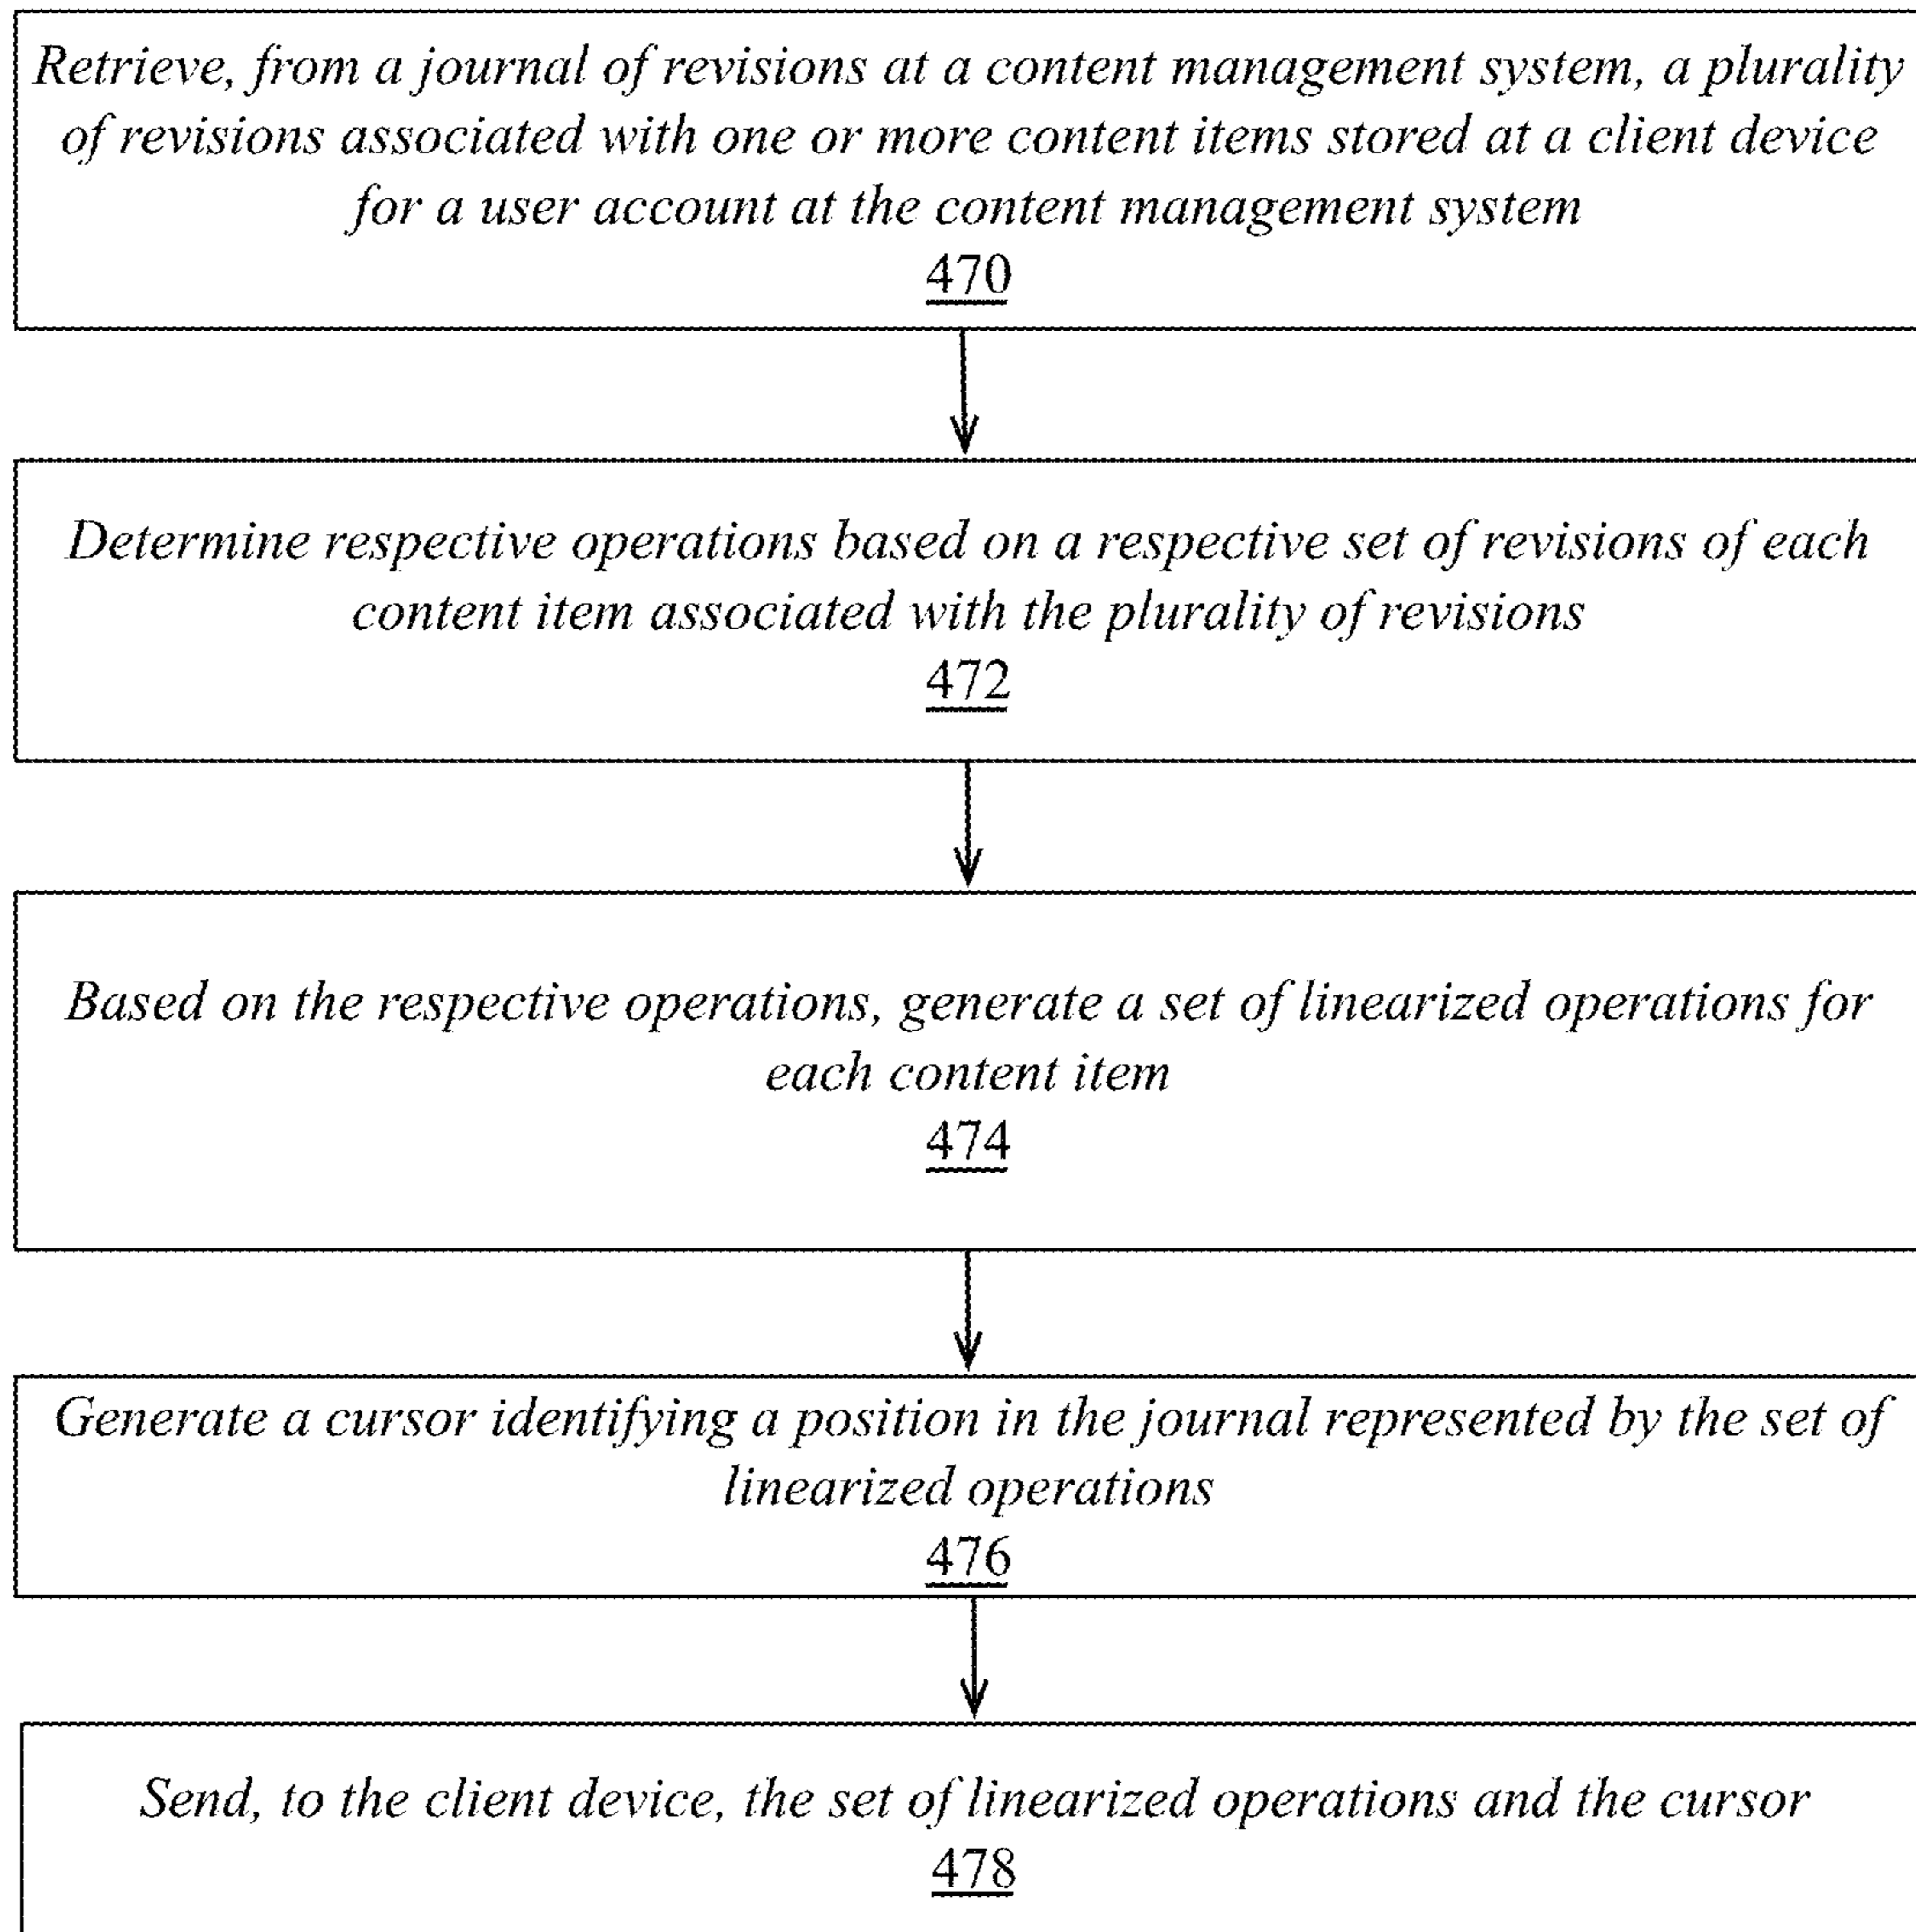 Retrieve, from a journal of revisions at a content management system, a plurality
of revisions associated with one or more content items stored at a client device
for a user account at the content management system
470
Determine respective operations based on a respective set of revisions of each
content item associated with the plurality of revisions
472
Based on the respective operations, generate a set of linearized operations for
each content item
474
Generate a cursor identifying a position in the journal represented by the set of
linearized operations
476
Send, to the client device, the set of linearized operations and the cursor
478